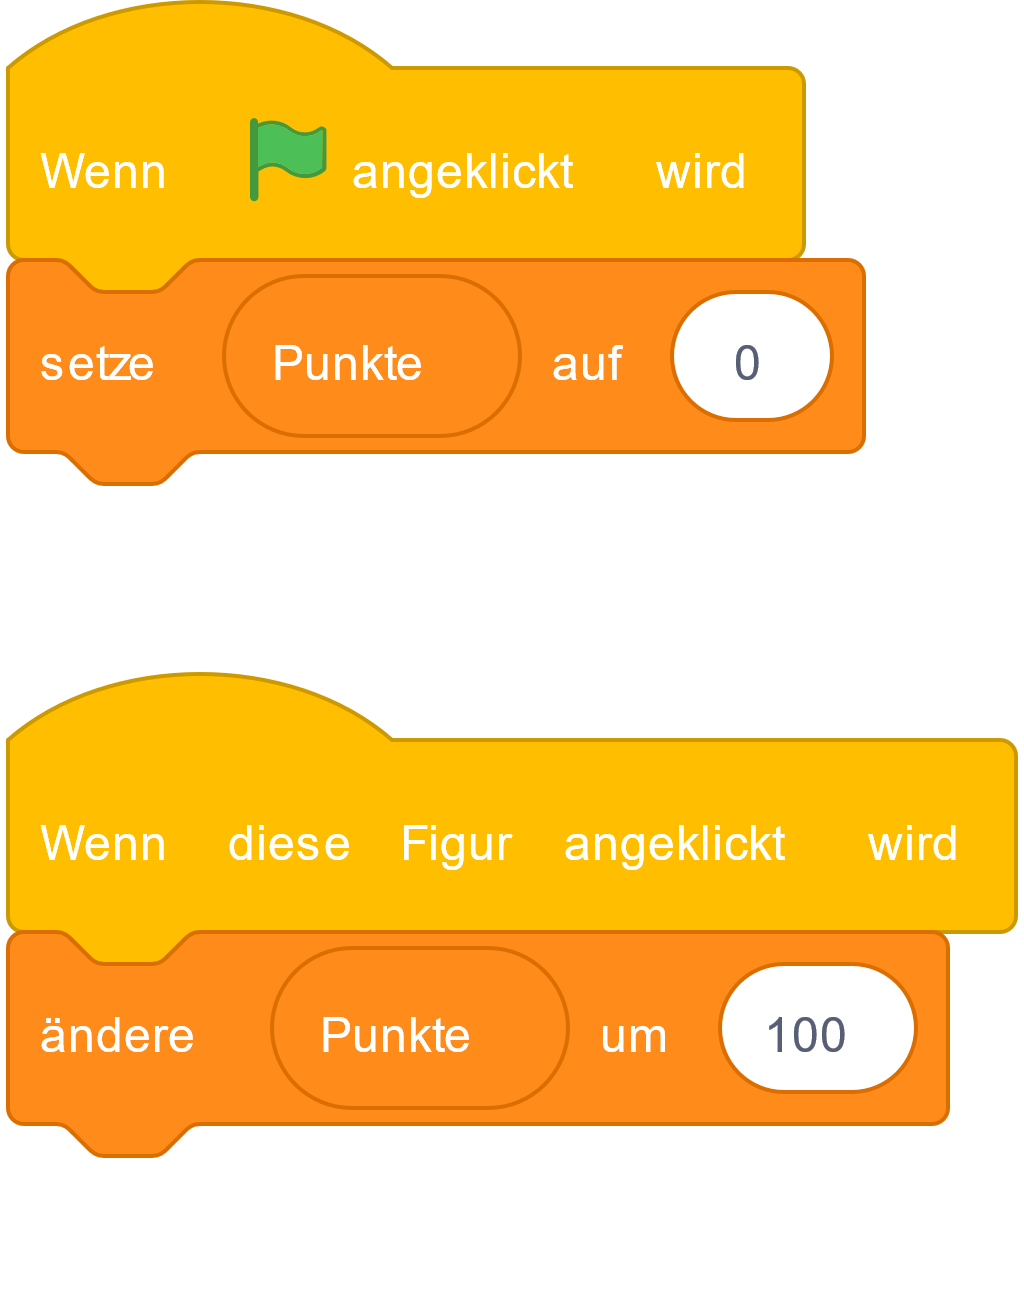 Wenn angeklickt wird
setze Punkte auf 0
Wenn diese Figur angeklickt wird
ändere Punkte um 100